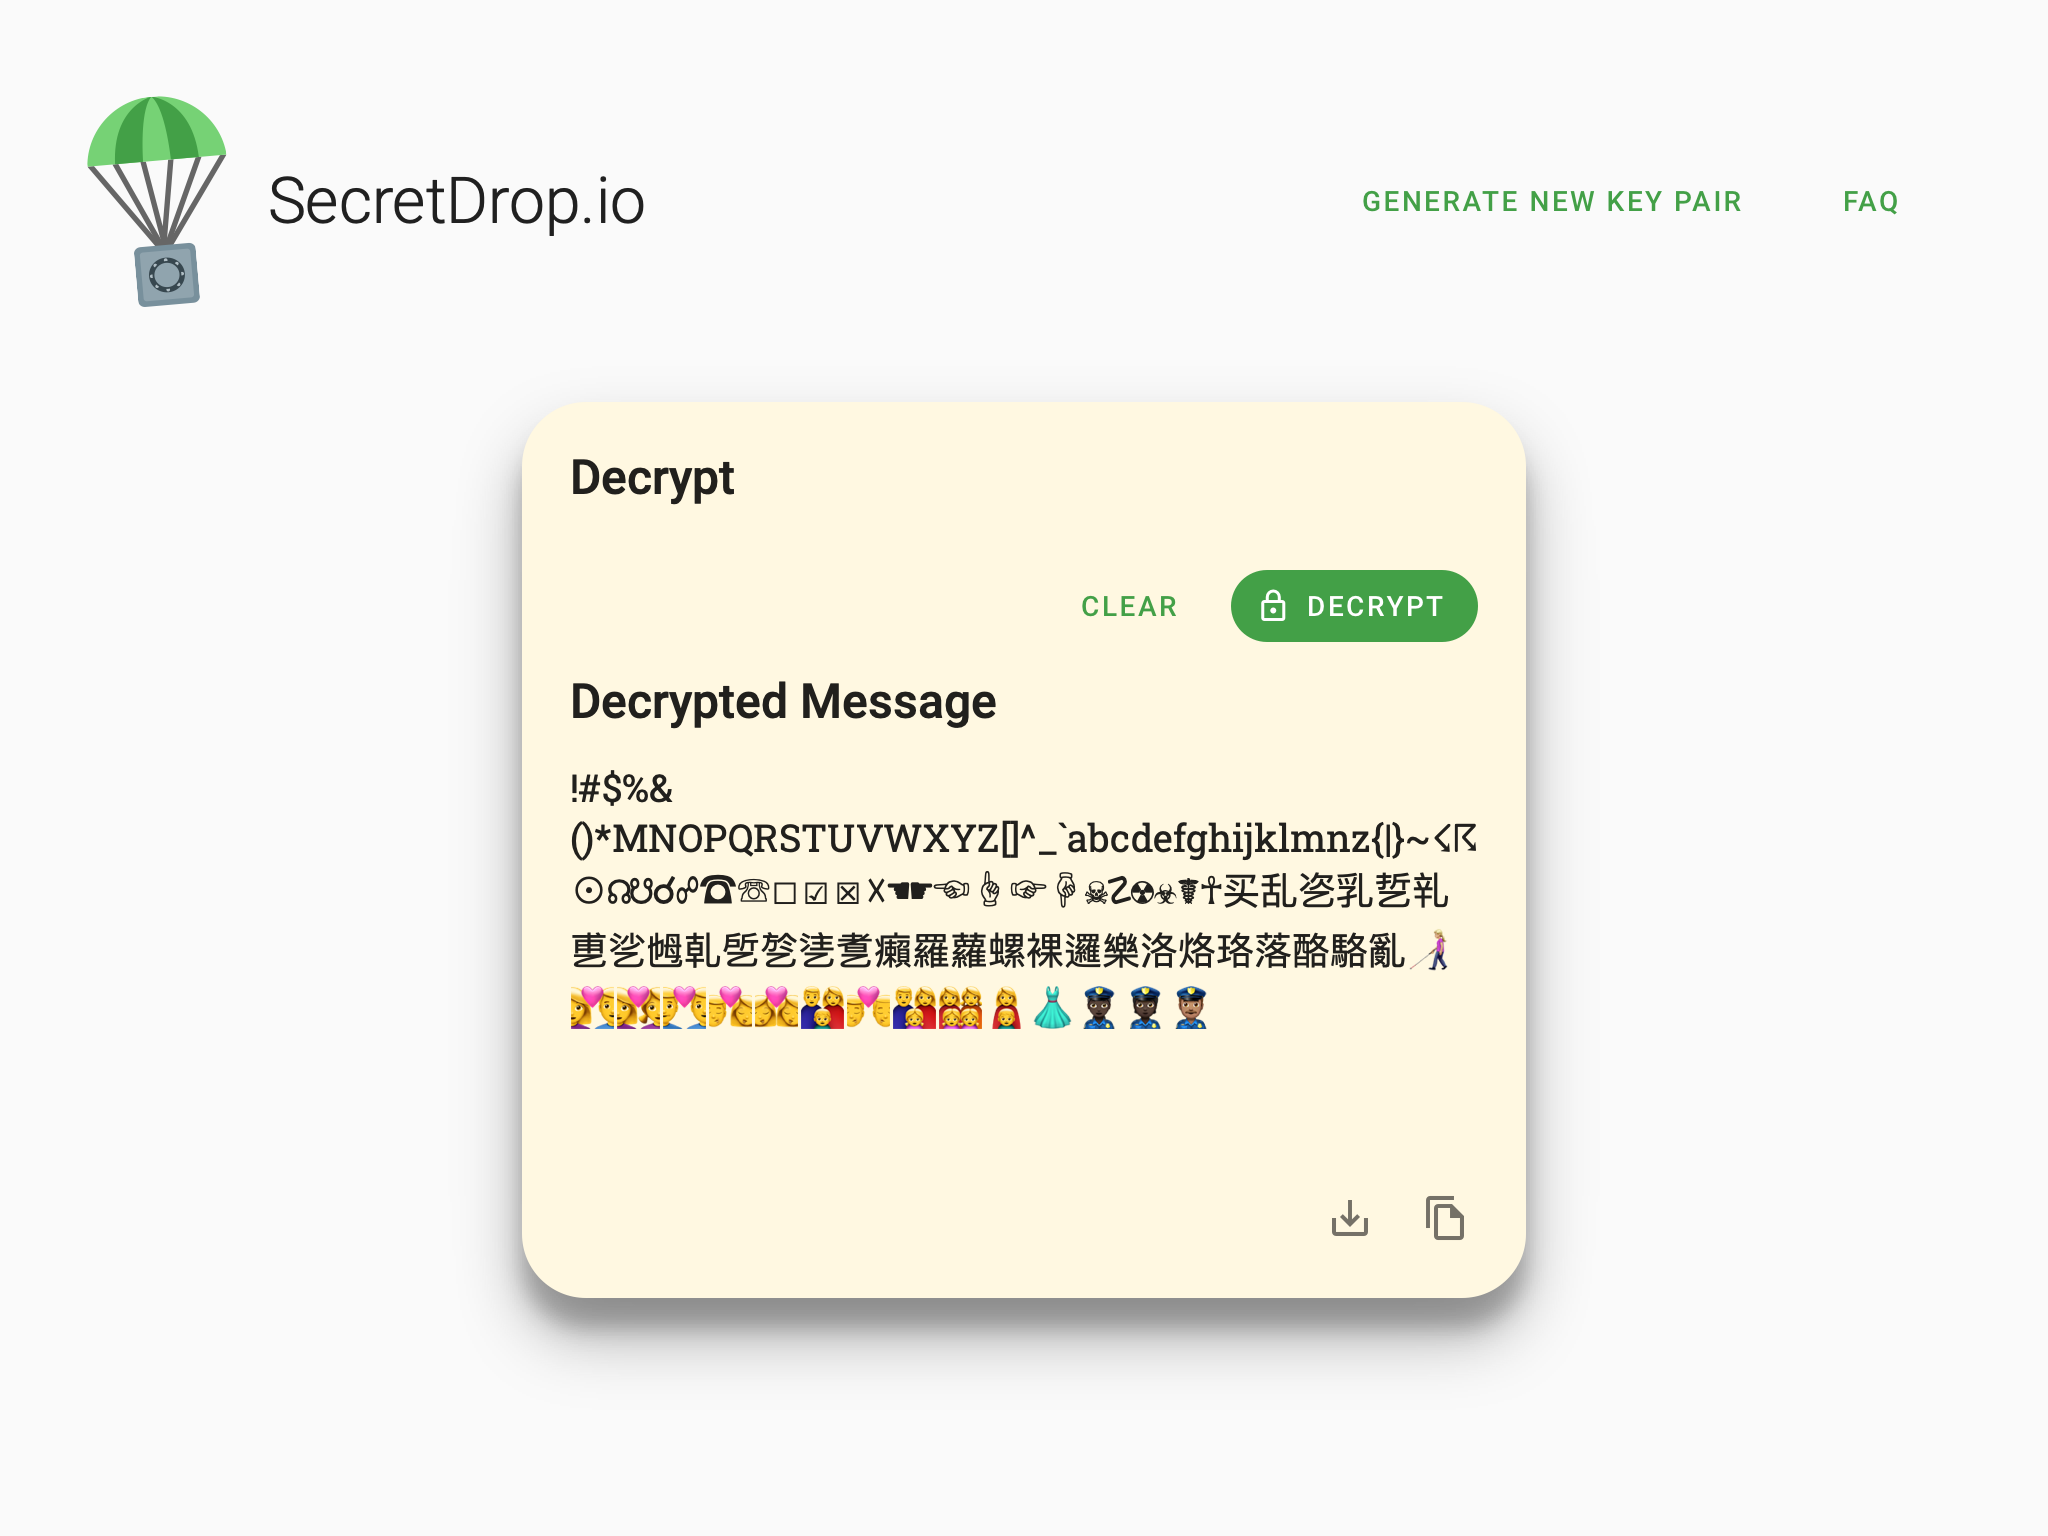 SecretDrop.io
GENERATE NEW KEY PAIR
FAQ
Decrypt
CLEAR
DECRYPT
Decrypted Message
!#$%&
()*MNOPQRSTUVWXYZ[]^_`abcdefghijklmnz{|}~☇☈
☉☊☋☌☍☎☏☐☑☒☓☚☛☜☝☞☟☠☡☢☣☤☥买乱乲乳乴乵
乶乷乸乹乺乻乼乽癩羅蘿螺裸邏樂洛烙珞落酪駱亂